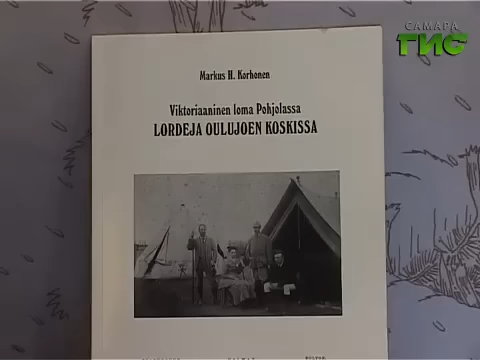 САМАРА
ГИС
Markus H. Korhonen
Viktoriaaninen loma Pohjolassa
LORDEJA OULUJOEN KOSKISSA